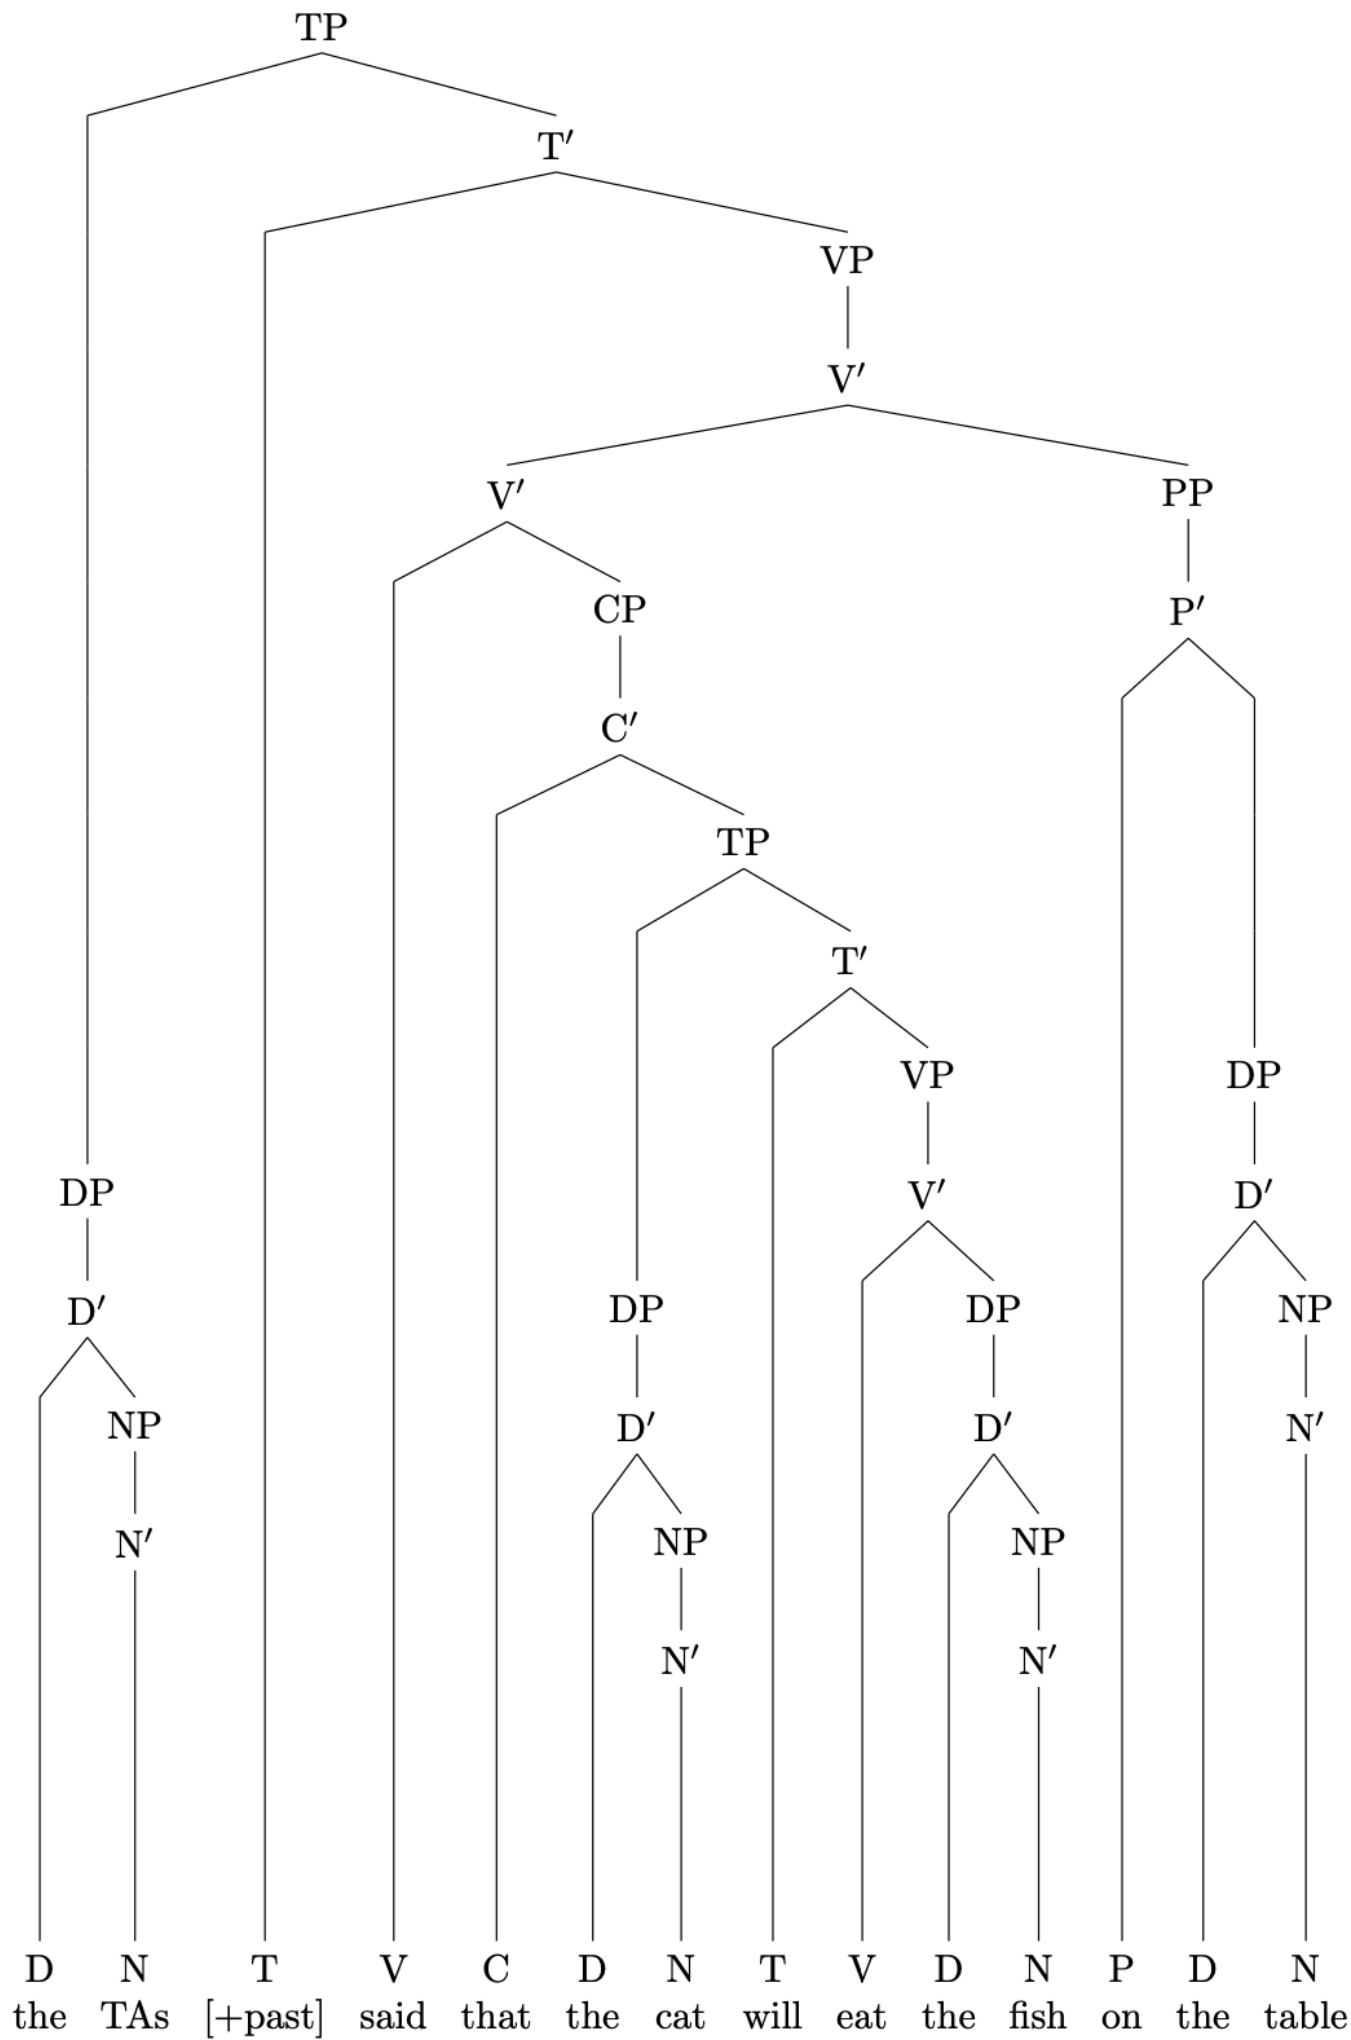 TP
T′
VP
V′
V′ PP
CP P′
C′
TP
T′
VP DP
DP V′ D′
D′ DP DP NP
NP D′ D′ N′
N′ NP NP
N′ N′
D N T V C D N T V D N P D N
the TAs [+past] said that the cat will eat the fish on the table